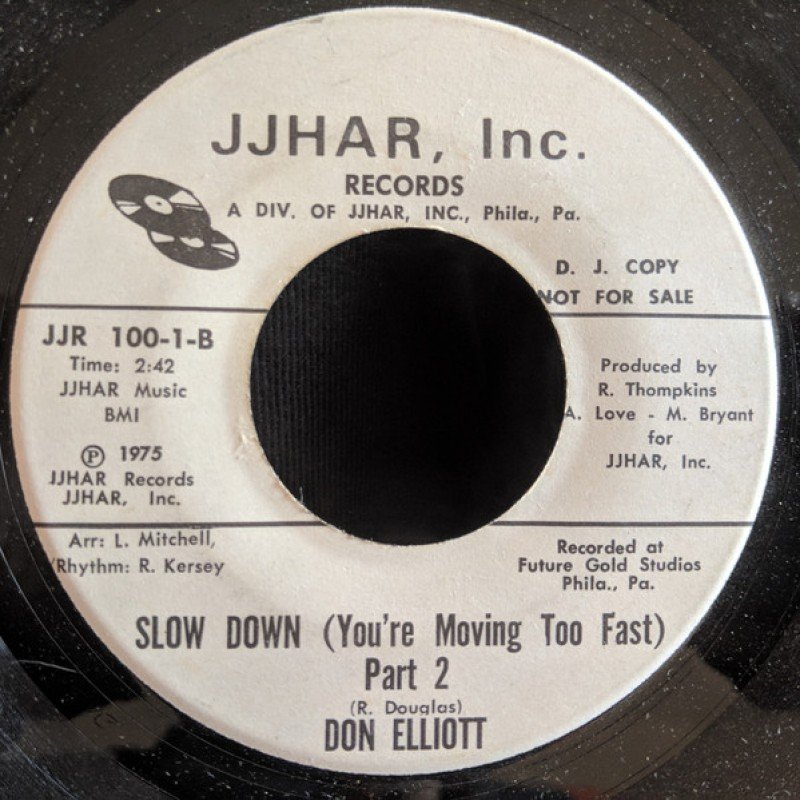 JJHAR, Inc.
RECORDS
A DIV. OF JJHAR, INC., Phila., Pa.
D. J. COPY
NOT FOR SALE
JJR 100-1-B
Time: 2:42
JJHAR Music
BMI
Ⓟ 1975
JJHAR Records
JJHAR, Inc.
Produced by
R. Thompkins
A. Love - M. Bryant
for
JJHAR, Inc.
Arr: L. Mitchell,
Rhythm: R. Kersey
Recorded at
Future Gold Studios
Phila., Pa.
SLOW DOWN (You're Moving Too Fast)
Part 2
(R. Douglas)
DON ELLIOTT